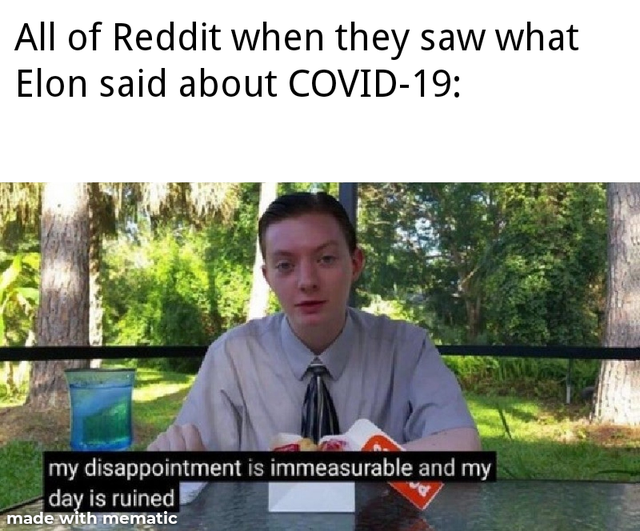 All of Reddit when they saw what
Elon said about COVID-19:
my disappointment is immeasurable and my
day is ruined
made with mematic